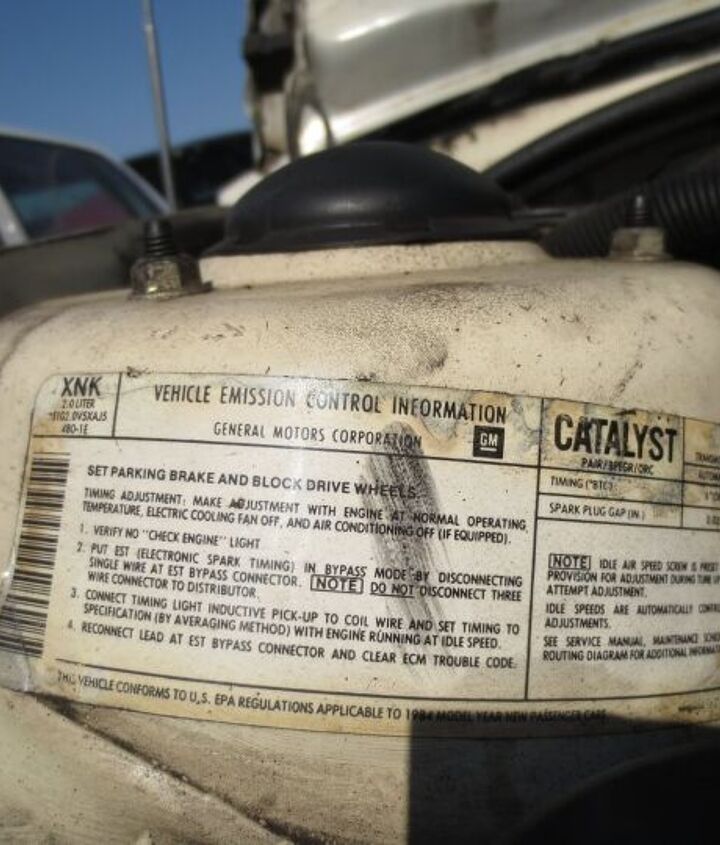 XNK
2.0 LITER
480-1E
VEHICLE EMISSION CONTROL INFORMATION
GENERAL MOTORS CORPORATION
GM
CATALYST
PAIR/BPEGR/ORC
TIMING (°BTC)
SPARK PLUG GAP (IN.)
SET PARKING BRAKE AND BLOCK DRIVE WHEELS.
TIMING ADJUSTMENT: MAKE ADJUSTMENT WITH ENGINE AT NORMAL OPERATING
TEMPERATURE, ELECTRIC COOLING FAN OFF, AND AIR CONDITIONING OFF (IF EQUIPPED).
1. VERIFY NO "CHECK ENGINE" LIGHT
2. PUT EST (ELECTRONIC SPARK TIMING) IN BYPASS MODE BY DISCONNECTING
SINGLE WIRE AT EST BYPASS CONNECTOR. NOTE DO NOT DISCONNECT THREE
WIRE CONNECTOR TO DISTRIBUTOR.
3. CONNECT TIMING LIGHT INDUCTIVE PICK-UP TO COIL WIRE AND SET TIMING TO
SPECIFICATION (BY AVERAGING METHOD) WITH ENGINE RUNNING AT IDLE SPEED.
4. RECONNECT LEAD AT EST BYPASS CONNECTOR AND CLEAR ECM TROUBLE CODE.
NOTE IDLE AIR SPEED SCREW IS PRESET
PROVISION FOR ADJUSTMENT DURING TUNE
ATTEMPT ADJUSTMENT.
IDLE SPEEDS ARE AUTOMATICALLY
ADJUSTMENTS.
SEE SERVICE MANUAL, MAINTENANCE
ROUTING DIAGRAM FOR ADDITIONAL
THIS VEHICLE CONFORMS TO U.S. EPA REGULATIONS APPLICABLE TO 1984 MODEL YEAR NEW PASSENGER CARS